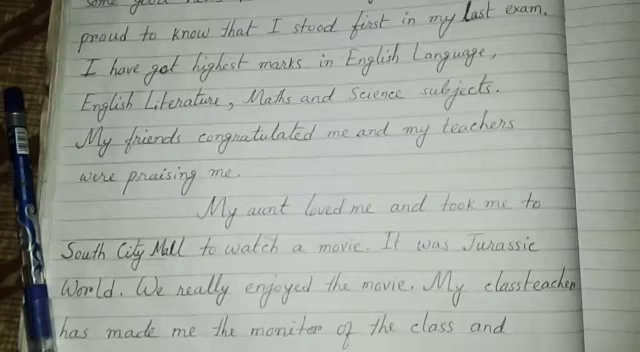 some good
proud to know that I stood first in my last exam.
I have got highest marks in English Language,
English Literature, Maths and Science subjects.
My friends congratulated me and my teachers
were praising me.
My aunt loved me and took me to
South City Mall to watch a movie. It was Jurassic
World. We really enjoyed the movie. My classteacher
has made me the monitor of the class and